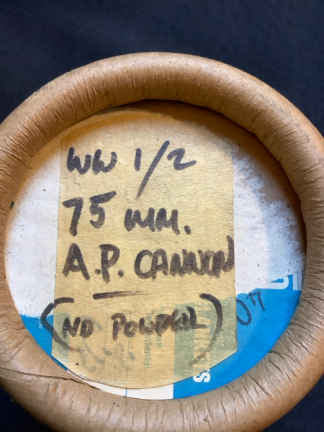 WW 1/2
75 MM.
A.P. CANNON
(NO POWDER)